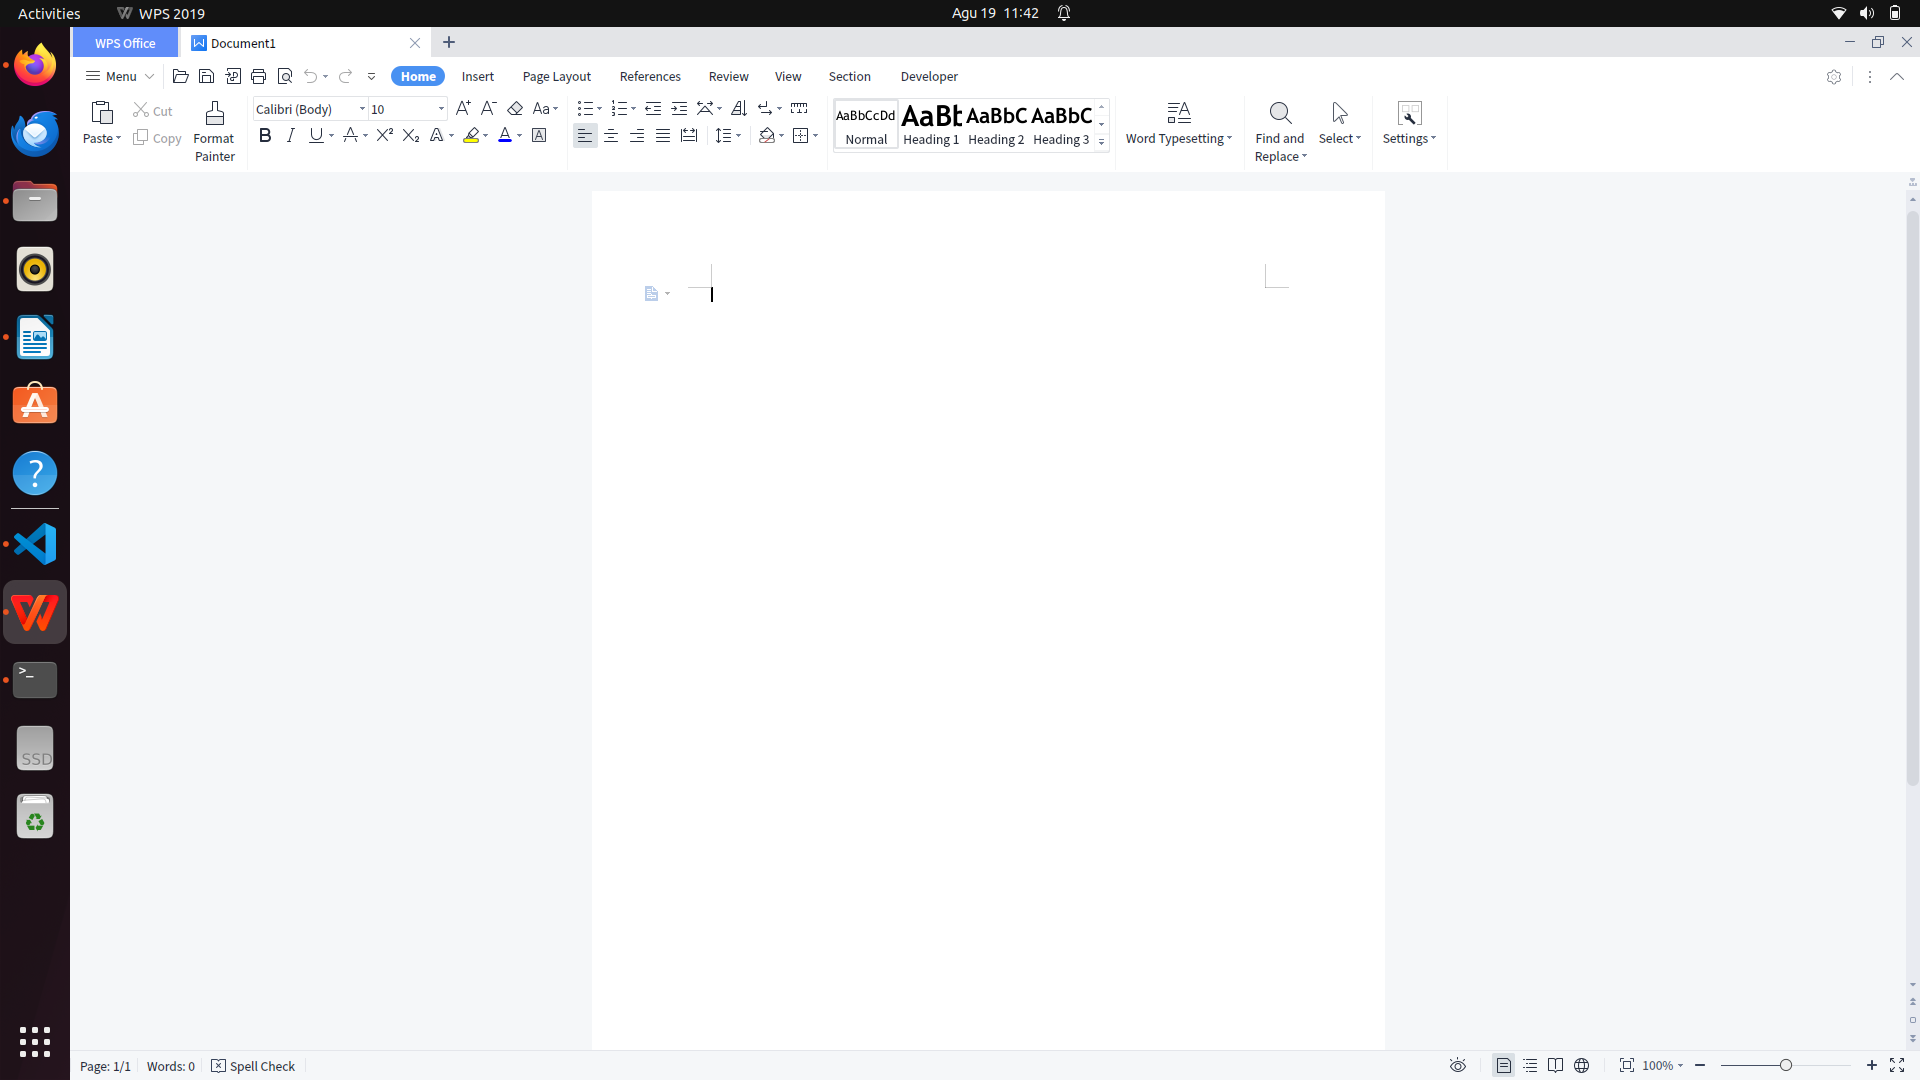 Activities
WPS 2019
Agu 19 11:42
WPS Office
Document1
Menu
Home
Insert
Page Layout
References
Review
View
Section
Developer
Paste
Cut
Copy
Format
Painter
Calibri (Body)
10
Aa
AaBbCcDd
Normal
AaBt
Heading 1
AaBbC
Heading 2
AaBbC
Heading 3
Word Typesetting
Find and
Replace
Select
Settings
SSD
Page: 1/1
Words: 0
Spell Check
100%